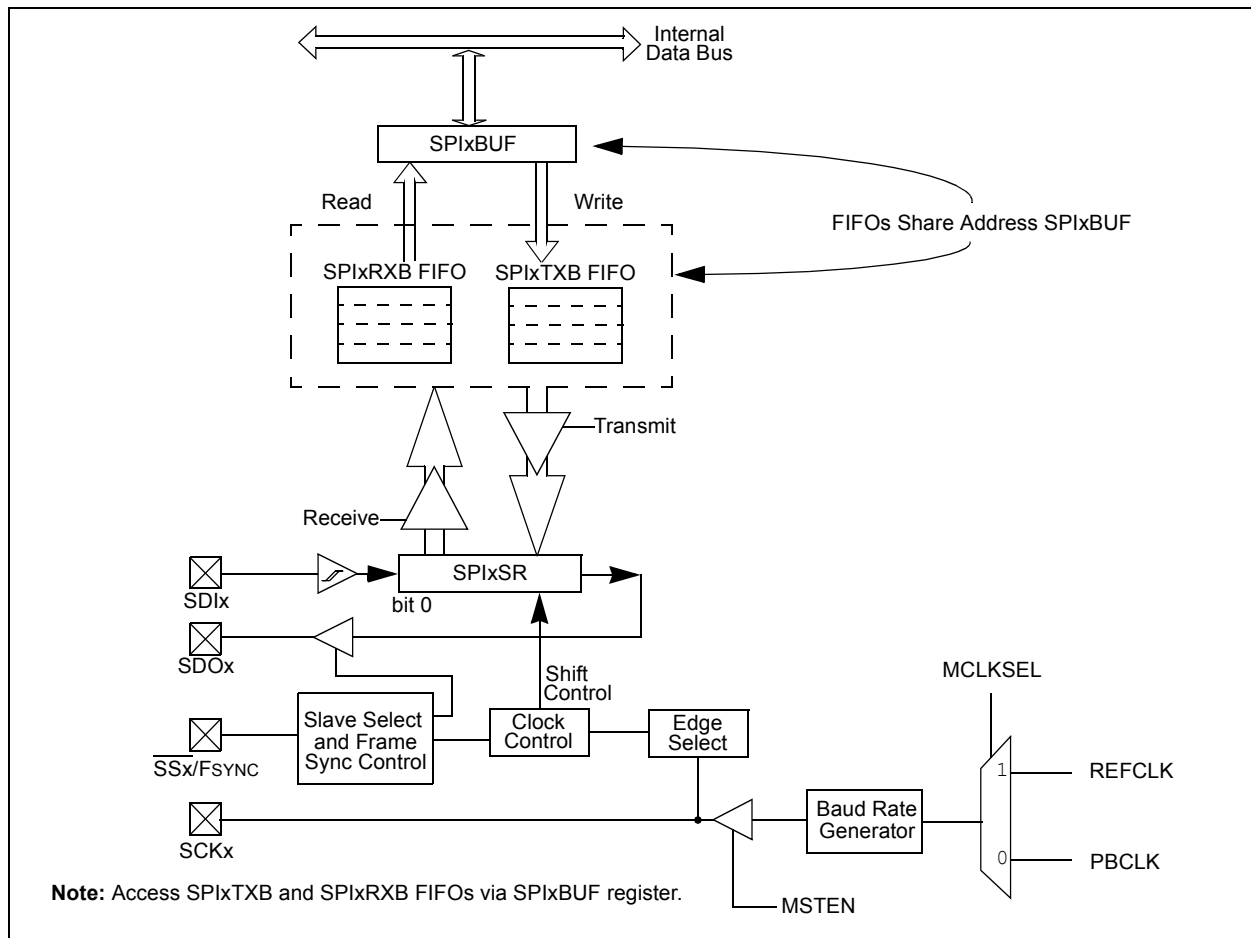 Internal
Data Bus
SPIxBUF
Read
Write
FIFOs Share Address SPIxBUF
SPIxRXB FIFO
SPIxTXB FIFO
Transmit
Receive
SPIxSR
bit 0
SDIx
SDOx
Shift
Control
MCLKSEL
Slave Select
and Frame
Sync Control
Clock
Control
Edge
Select
SSx/FSYNC
1
REFCLK
Baud Rate
Generator
SCKx
0
PBCLK
Note: Access SPIxTXB and SPIxRXB FIFOs via SPIxBUF register.
MSTEN